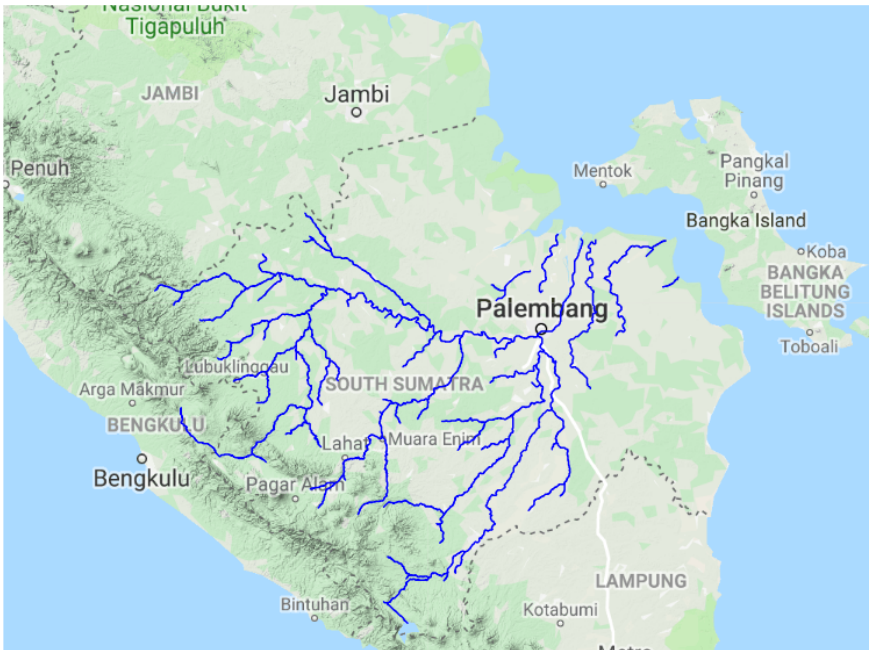 Nasional Bukit
Tigapuluh
JAMBI
Jambi
Penuh
Mentok
Pangkal
Pinang
Bangka Island
Koba
BANGKA
BELITUNG
ISLANDS
Toboali
Palembang
Lubuklinggau
SOUTH SUMATRA
Arga Makmur
BENGKULU
Lahat
Muara Enim
Bengkulu
Pagar Alam
LAMPUNG
Bintuhan
Kotabumi
Metro